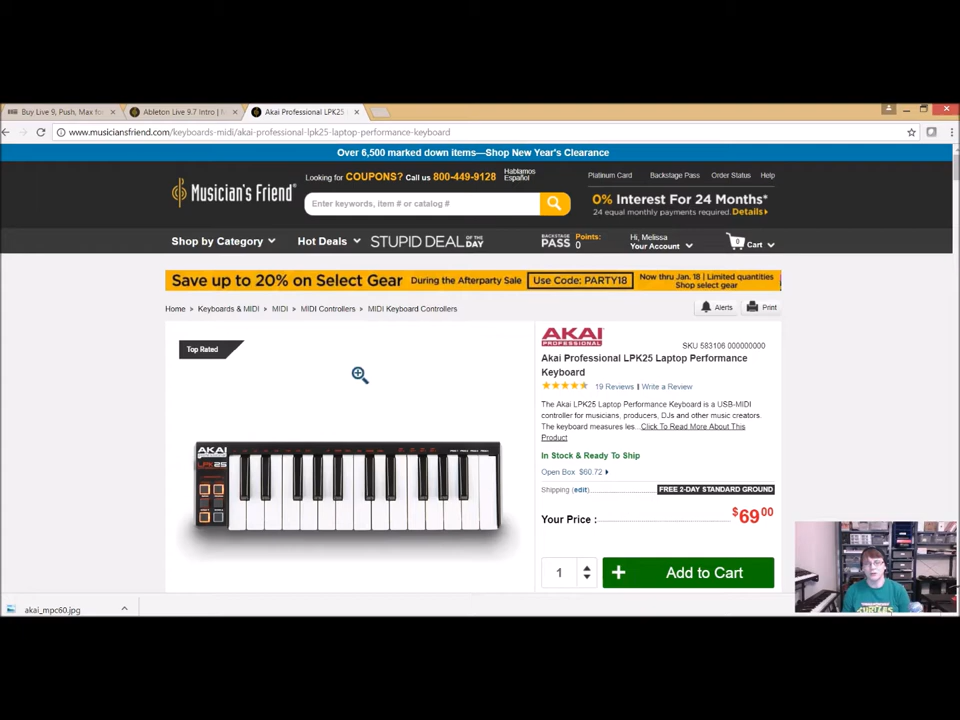 Buy Live 9, Push, Max fo
Ableton Live 9.7 Intro |
Akai Professional LPK25
www.musiciansfriend.com/keyboards-midi/akai-professional-lpk25-laptop-performance-keyboard
Over 6,500 marked down items—Shop New Year's Clearance
Musician's Friend
Looking for COUPONS? Call us 800-449-9128
Hablamos Español
Platinum Card
Backstage Pass
Order Status
Help
Enter keywords, item # or catalog #
0% Interest For 24 Months*
24 equal monthly payments required. Details
Shop by Category
Hot Deals
STUPID DEAL OF THE DAY
BACKSTAGE PASS
Points: 0
Hi, Melissa
Your Account
0
Cart
Save up to 20% on Select Gear During the Afterparty Sale Use Code: PARTY18
Now thru Jan. 18 | Limited quantities
Shop select gear
Home > Keyboards & MIDI > MIDI > MIDI Controllers > MIDI Keyboard Controllers
Alerts
Print
Top Rated
AKAI
PROFESSIONAL
SKU 583106 000000000
Akai Professional LPK25 Laptop Performance
Keyboard
19 Reviews | Write a Review
The Akai LPK25 Laptop Performance Keyboard is a USB-MIDI
controller for musicians, producers, DJs and other music creators.
The keyboard measures les...Click To Read More About This
Product
In Stock & Ready To Ship
Open Box $60.72
Shipping (edit) FREE 2-DAY STANDARD GROUND
Your Price : $69.00
1
+ Add to Cart
AKAI
LPK25
akai_mpc60.jpg